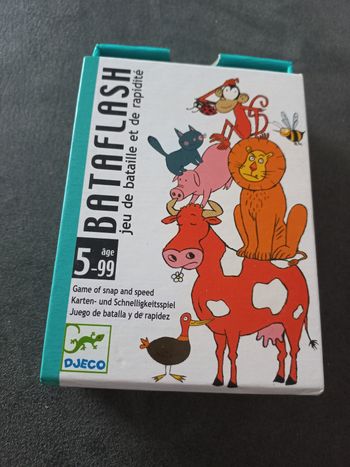 BATAFLASH
jeu de bataille et de rapidité
âge
5-99
Game of snap and speed
Karten- und Schnelligkeitsspiel
Juego de batalla y de rapidez
DJECO